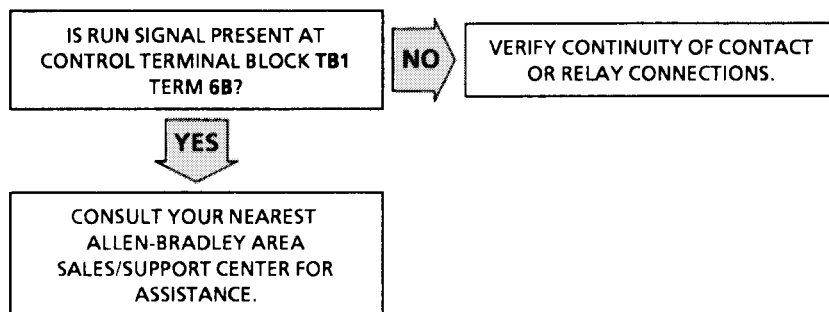 IS RUN SIGNAL PRESENT AT
CONTROL TERMINAL BLOCK TB1
TERM 6B?
NO
VERIFY CONTINUITY OF CONTACT
OR RELAY CONNECTIONS.
YES
CONSULT YOUR NEAREST
ALLEN-BRADLEY AREA
SALES/SUPPORT CENTER FOR
ASSISTANCE.